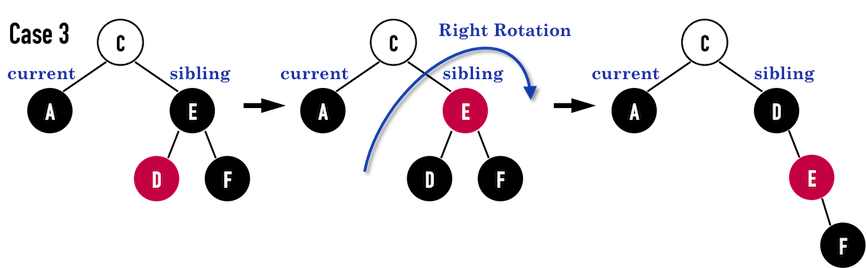 Case 3
C
current
sibling
A
E
D
F
C
Right Rotation
current
sibling
A
E
D
F
C
current
sibling
A
D
E
F